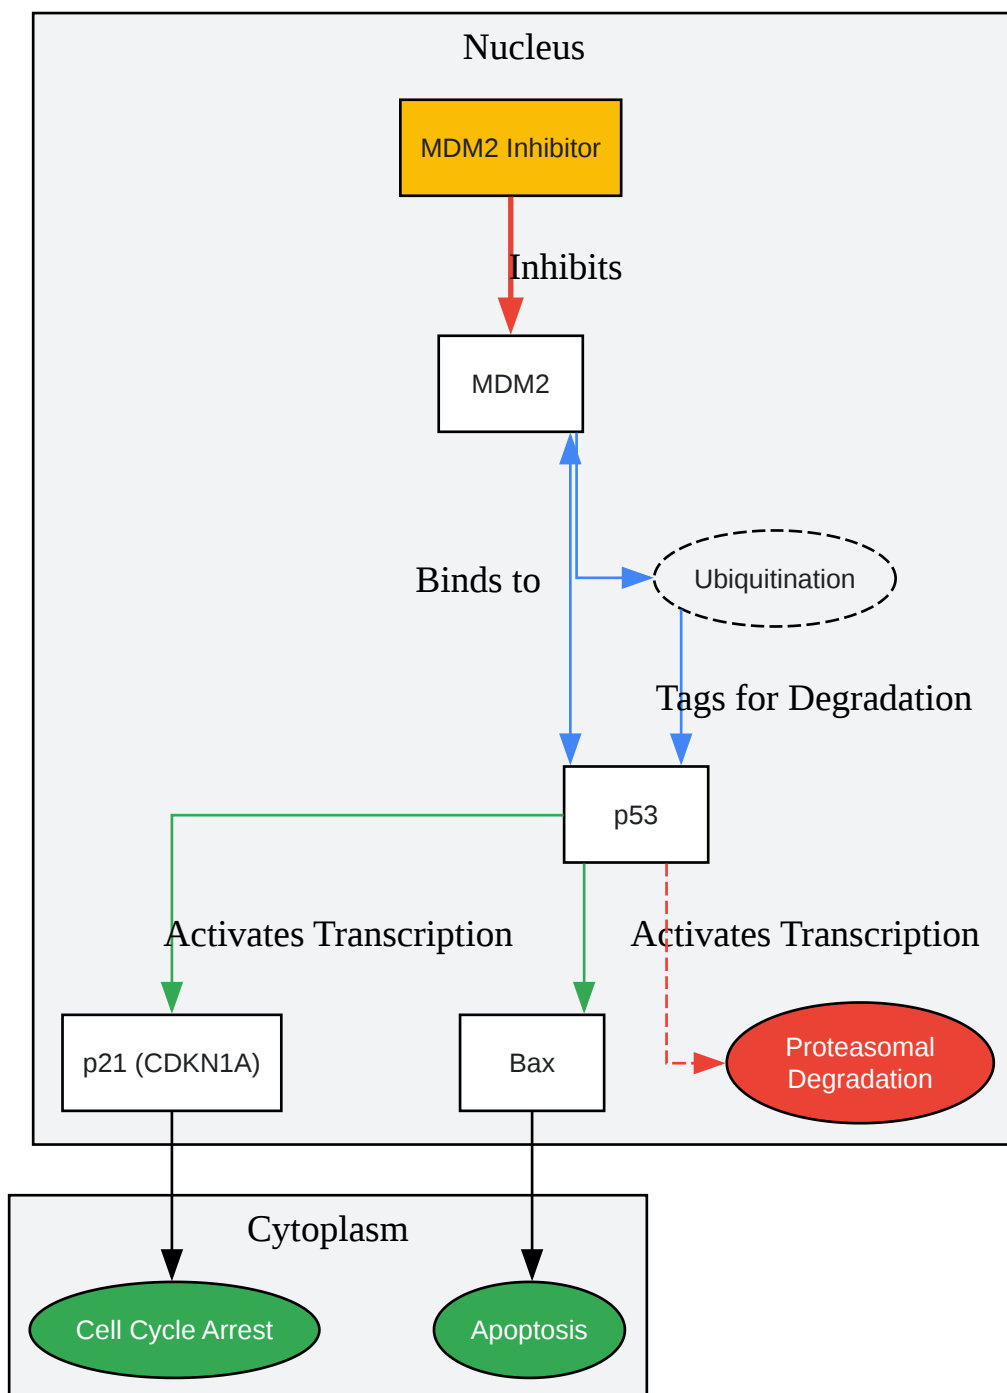 Nucleus
MDM2 Inhibitor
Inhibits
MDM2
Binds to
Ubiquitination
Tags for Degradation
p53
Activates Transcription
Activates Transcription
p21 (CDKN1A)
Bax
Proteasomal
Degradation
Cytoplasm
Cell Cycle Arrest
Apoptosis